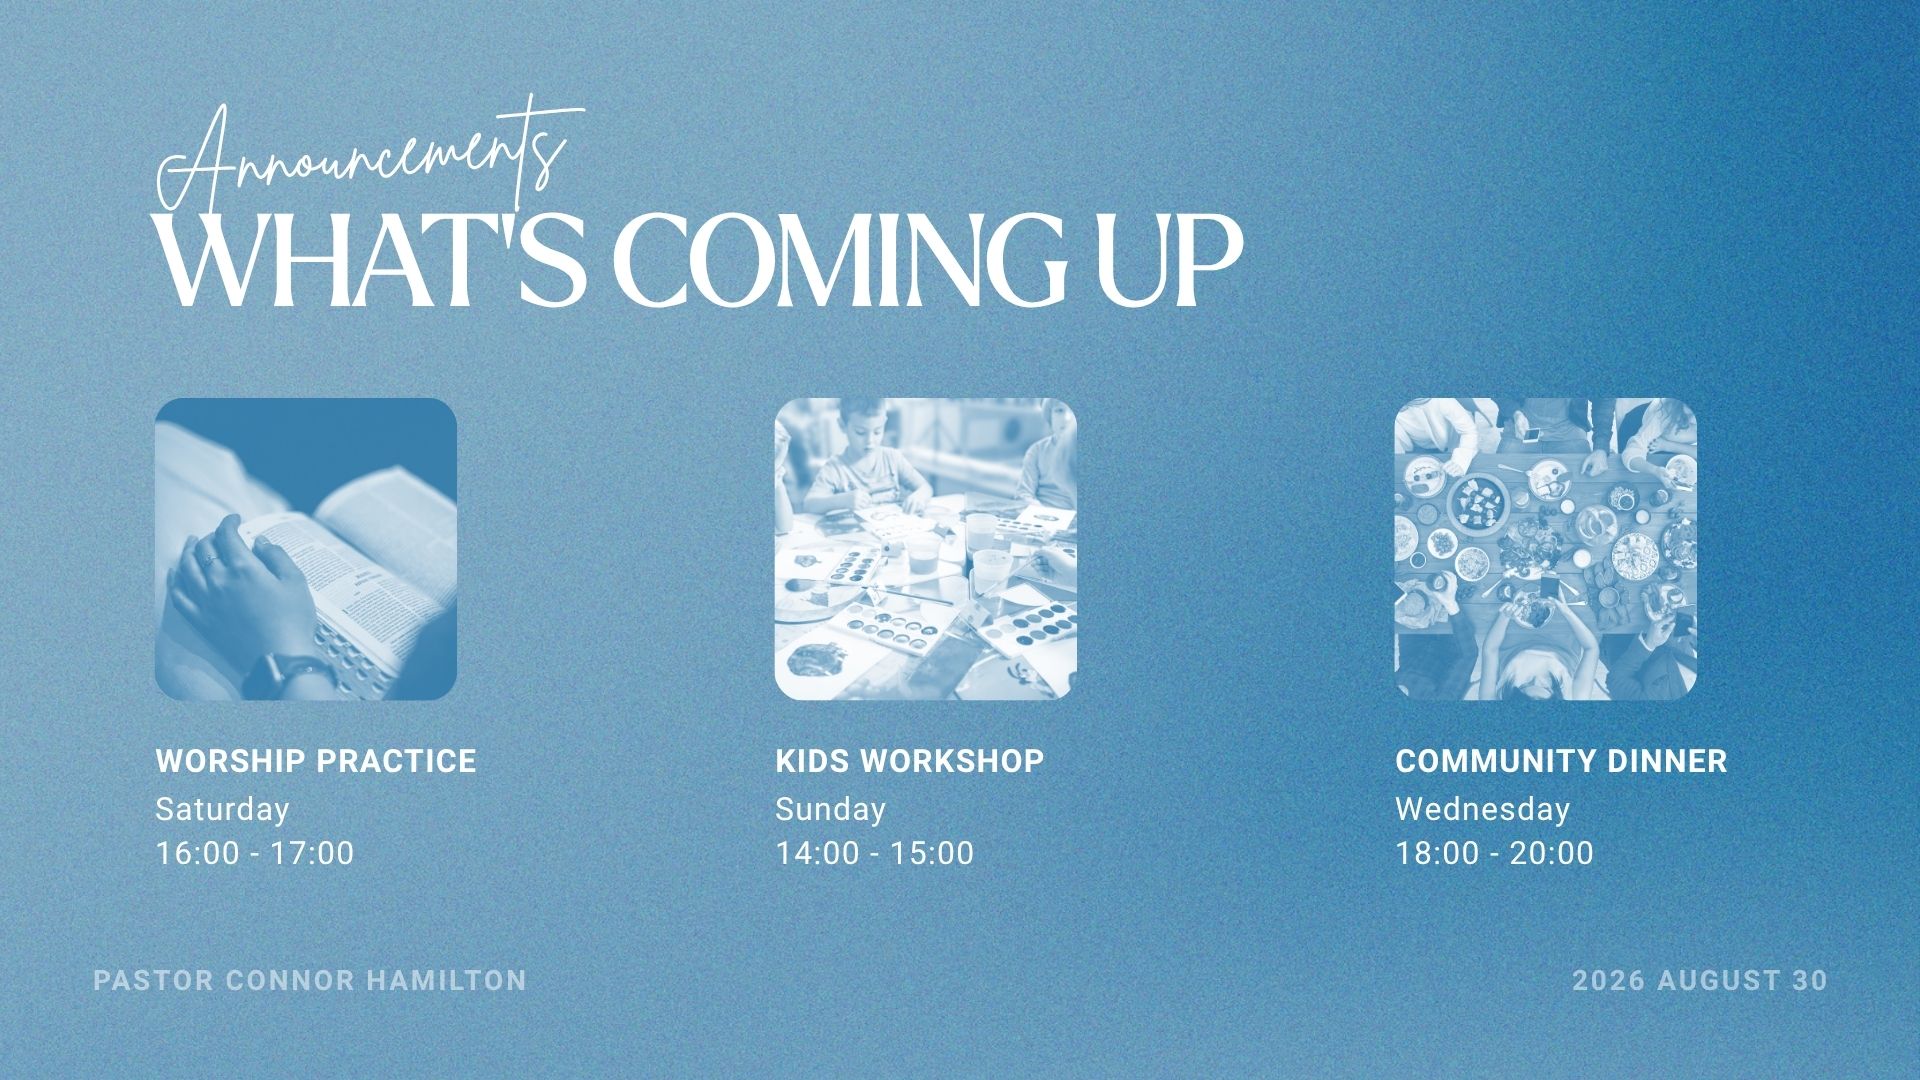 Announcements
WHAT'S COMING UP
WORSHIP PRACTICE
Saturday
16:00 - 17:00
KIDS WORKSHOP
Sunday
14:00 - 15:00
COMMUNITY DINNER
Wednesday
18:00 - 20:00
PASTOR CONNOR HAMILTON
2026 AUGUST 30